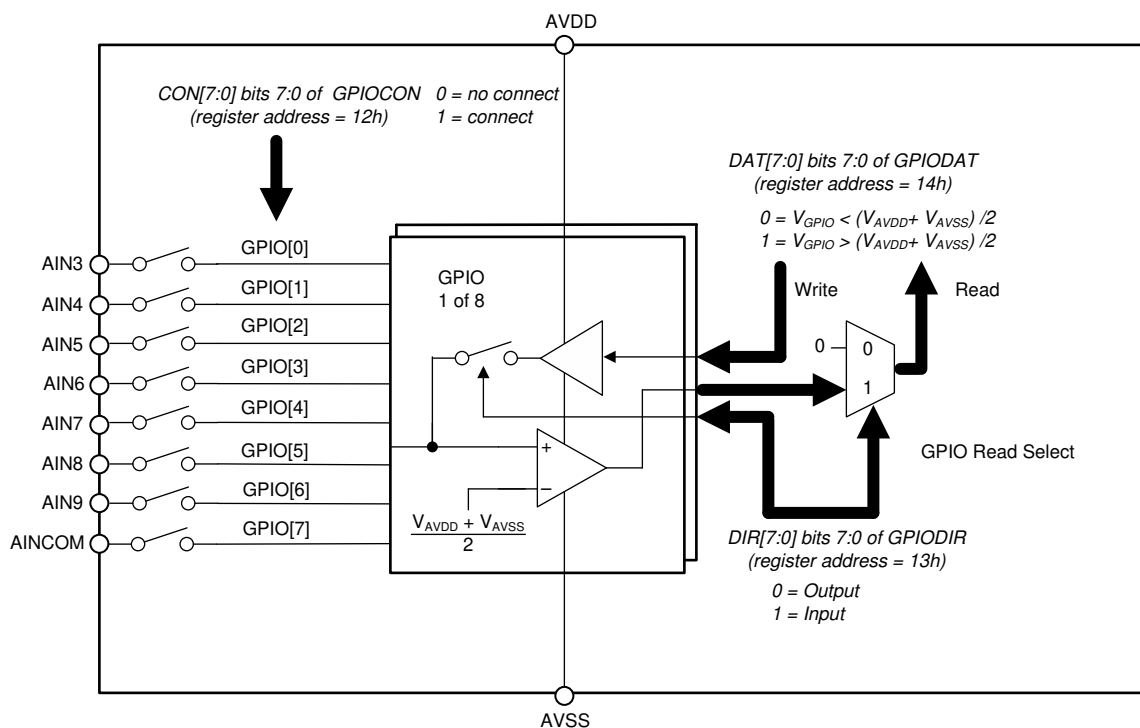 AVDD
CON[7:0] bits 7:0 of GPIOCON
(register address = 12h)
0 = no connect
1 = connect
DAT[7:0] bits 7:0 of GPIODAT
(register address = 14h)
0 = VGPIO < (VAVDD+ VAVSS) /2
1 = VGPIO > (VAVDD+ VAVSS) /2
AIN3
GPIO[0]
AIN4
GPIO[1]
AIN5
GPIO[2]
AIN6
GPIO[3]
AIN7
GPIO[4]
AIN8
GPIO[5]
AIN9
GPIO[6]
AINCOM
GPIO[7]
GPIO
1 of 8
+
–
VAVDD + VAVSS
2
Write
Read
0
0
1
GPIO Read Select
DIR[7:0] bits 7:0 of GPIODIR
(register address = 13h)
0 = Output
1 = Input
AVSS